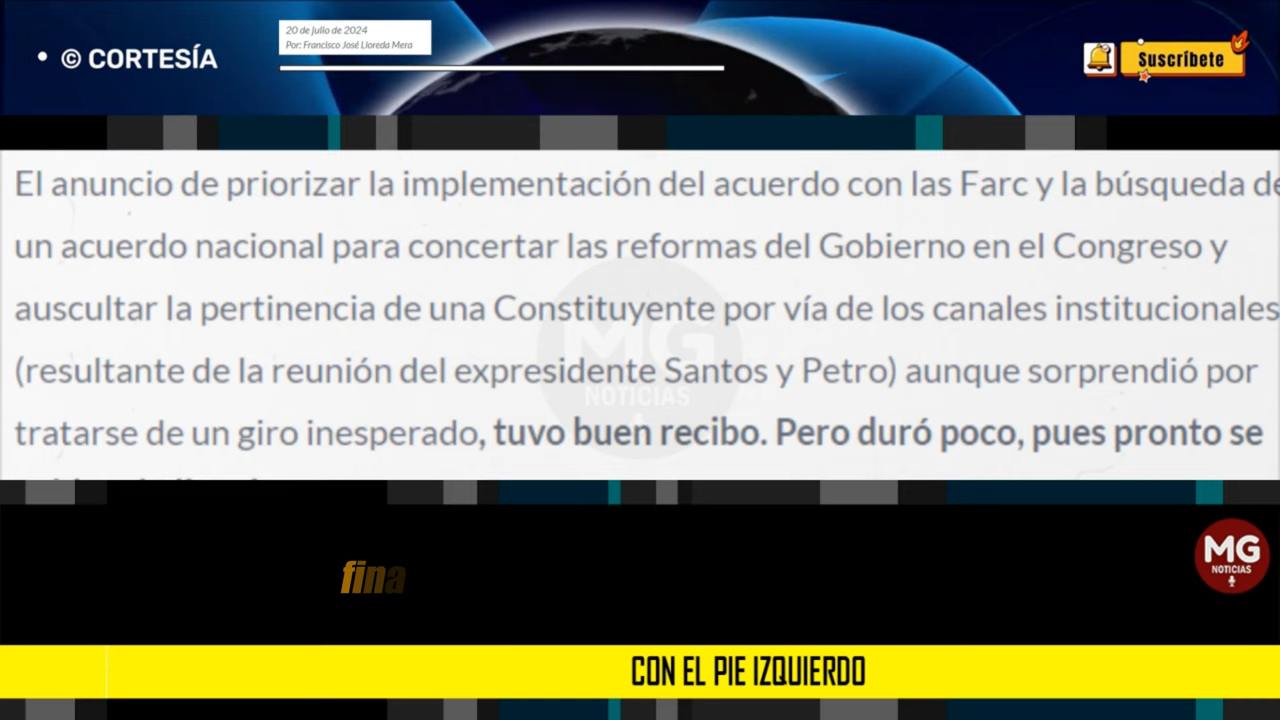 • © CORTESÍA
20 de julio de 2024
Por: Francisco José Lloreda Mera
Suscríbete
El anuncio de priorizar la implementación del acuerdo con las Farc y la búsqueda de
un acuerdo nacional para concertar las reformas del Gobierno en el Congreso y
auscultar la pertinencia de una Constituyente por vía de los canales institucionales
(resultante de la reunión del expresidente Santos y Petro) aunque sorprendió por
tratarse de un giro inesperado, tuvo buen recibo. Pero duró poco, pues pronto se
MG
NOTICIAS
fina
MG
NOTICIAS
CON EL PIE IZQUIERDO